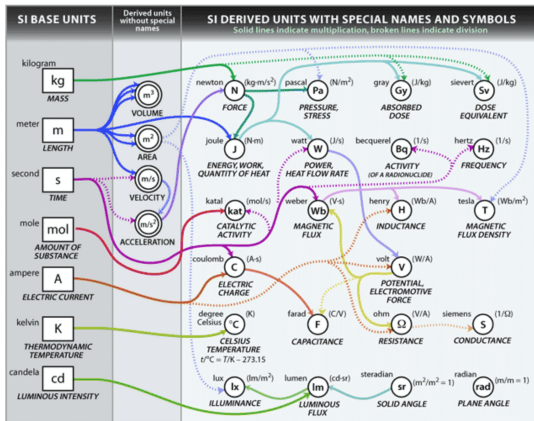 SI BASE UNITS
Derived units
without special
names
SI DERIVED UNITS WITH SPECIAL NAMES AND SYMBOLS
Solid lines indicate multiplication, broken lines indicate division
kilogram
kg
MASS
m³
VOLUME
newton (kg·m/s²)
N
FORCE
pascal (N/m²)
Pa
PRESSURE,
STRESS
gray (J/kg)
Gy
ABSORBED
DOSE
sievert (J/kg)
Sv
DOSE
EQUIVALENT
meter
m
LENGTH
m²
AREA
joule (N·m)
J
ENERGY, WORK,
QUANTITY OF HEAT
watt (J/s)
W
POWER,
HEAT FLOW RATE
becquerel (1/s)
Bq
ACTIVITY
(OF A RADIONUCLIDE)
hertz (1/s)
Hz
FREQUENCY
second
s
TIME
m/s
VELOCITY
katal (mol/s)
kat
CATALYTIC
ACTIVITY
weber (V·s)
Wb
MAGNETIC
FLUX
henry (Wb/A)
H
INDUCTANCE
tesla (Wb/m²)
T
MAGNETIC
FLUX DENSITY
mole
mol
AMOUNT OF
SUBSTANCE
m/s²
ACCELERATION
coulomb (A·s)
C
ELECTRIC
CHARGE
volt (W/A)
V
POTENTIAL,
ELECTROMOTIVE
FORCE
ampere
A
ELECTRIC CURRENT
kelvin
K
THERMODYNAMIC
TEMPERATURE
degree
Celsius (K)
°C
CELSIUS
TEMPERATURE
t/°C = T/K – 273.15
farad (C/V)
F
CAPACITANCE
ohm (V/A)
Ω
RESISTANCE
siemens (1/Ω)
S
CONDUCTANCE
candela
cd
LUMINOUS INTENSITY
lux (lm/m²)
lx
ILLUMINANCE
lumen (cd·sr)
lm
LUMINOUS
FLUX
steradian
sr (m²/m² = 1)
SOLID ANGLE
radian
rad (m/m = 1)
PLANE ANGLE